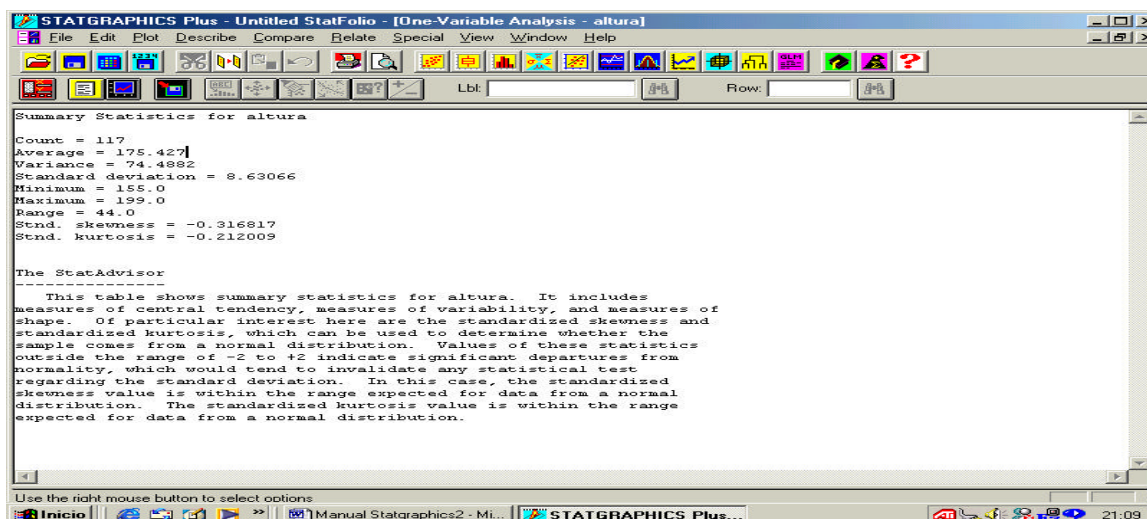 STATGRAPHICS Plus - Untitled StatFolio - [One-Variable Analysis - altura]
File Edit Plot Describe Compare Relate Special View Window Help
Lbl: Row:
Summary Statistics for altura
Count = 117
Average = 175.427
Variance = 74.4882
Standard deviation = 8.63066
Minimum = 155.0
Maximum = 199.0
Range = 44.0
Stnd. skewness = -0.316817
Stnd. kurtosis = -0.212009
The StatAdvisor
---------------
This table shows summary statistics for altura. It includes
measures of central tendency, measures of variability, and measures of
shape. Of particular interest here are the standardized skewness and
standardized kurtosis, which can be used to determine whether the
sample comes from a normal distribution. Values of these statistics
outside the range of -2 to +2 indicate significant departures from
normality, which would tend to invalidate any statistical test
regarding the standard deviation. In this case, the standardized
skewness value is within the range expected for data from a normal
distribution. The standardized kurtosis value is within the range
expected for data from a normal distribution.
Use the right mouse button to select options
Inicio » Manual Statgraphics2 - Mi... STATGRAPHICS Plus... 21:09